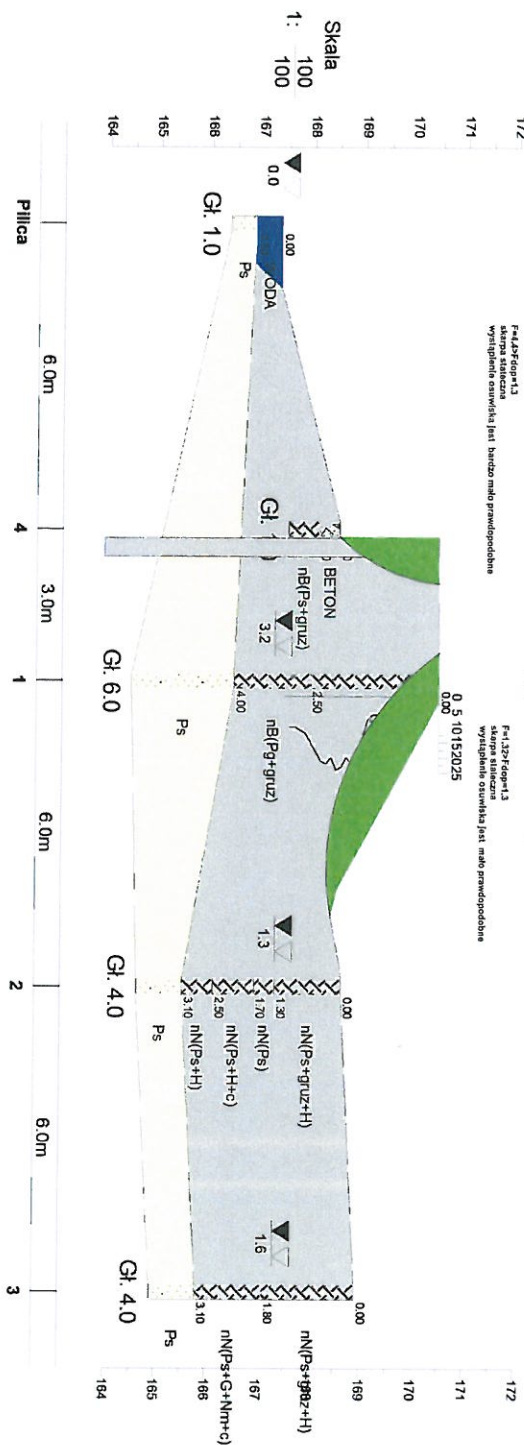 Skala
1: 100
100
F=4,4>Fdop=1.3
skarpa stateczna
wystąpienie osuwiska jest bardzo mało prawdopodobne
F=1,32>Fdop=1,3
skarpa stateczna
wystąpienie osuwiska jest mało prawdopodobne
172
171
170
169
168
167
166
165
164
172
171
170
169
168
167
166
165
164
0.0
0.00
Ps
Gł. 1.0
BETON
nB(Ps+gruz)
3.2
0.00
0 5 10152025
2.50
nB(Pg+gruz)
4.00
Ps
Gł. 6.0
1.3
0.00
nN(Ps+gruz+H)
1.30
nN(Ps)
1.70
nN(Ps+H+c)
2.50
nN(Ps+H)
3.10
Ps
Gł. 4.0
1.6
0.00
nN(Ps+gruz+H)
1.80
nN(Ps+G+Nm+c)
3.10
Ps
Gł. 4.0
Pilica
6.0m
4
3.0m
1
6.0m
2
6.0m
3